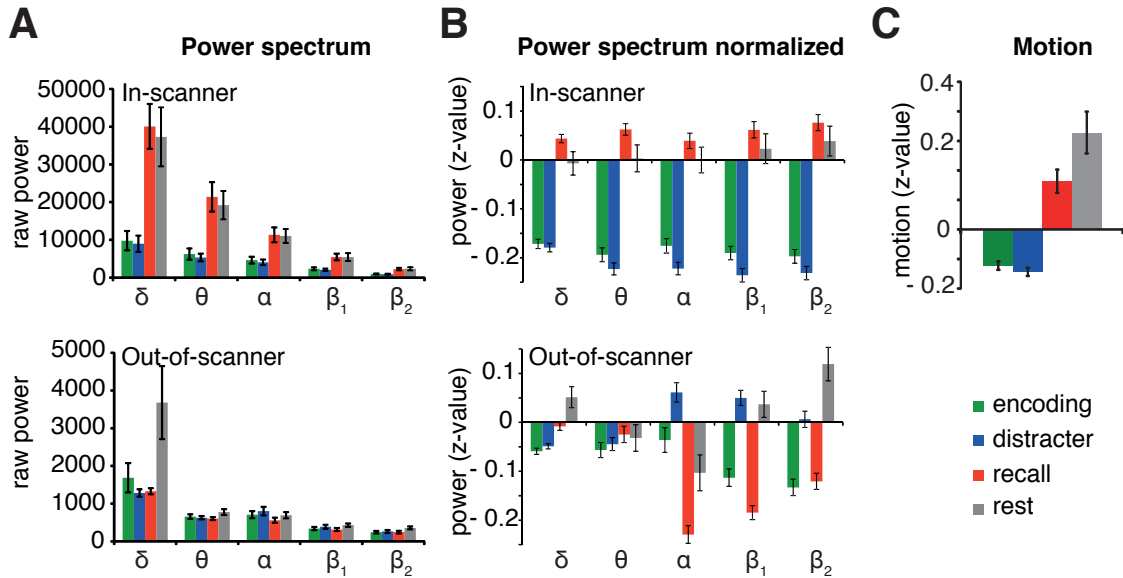 A
Power spectrum
In-scanner
raw power
50000
40000
30000
20000
10000
0
δ θ α β1 β2
Out-of-scanner
raw power
5000
4000
3000
2000
1000
0
δ θ α β1 β2
B
Power spectrum normalized
In-scanner
power (z-value)
0.1
0
- 0.1
- 0.2
δ θ α β1 β2
Out-of-scanner
power (z-value)
0.1
0
- 0.1
- 0.2
δ θ α β1 β2
C
Motion
motion (z-value)
0.4
0.2
0
- 0.2
encoding
distracter
recall
rest